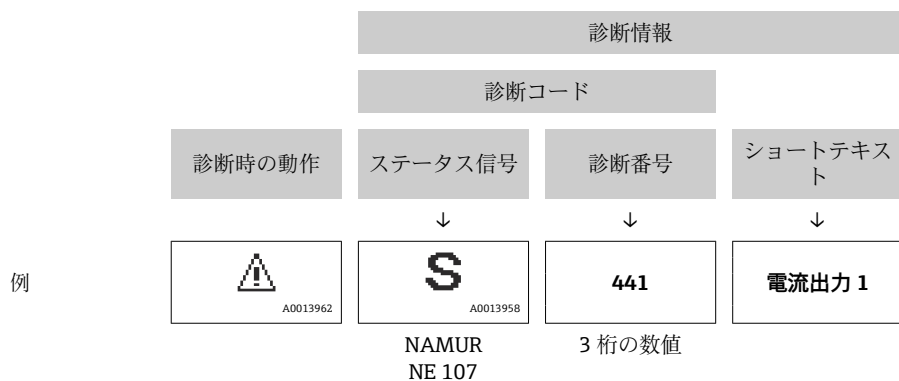 診断情報
診断コード
診断時の動作
ステータス信号
診断番号
ショートテキス
ト
↓
↓
↓
例
⚠
A0013962
S
A0013958
441
電流出力 1
NAMUR
NE 107
3 桁の数値